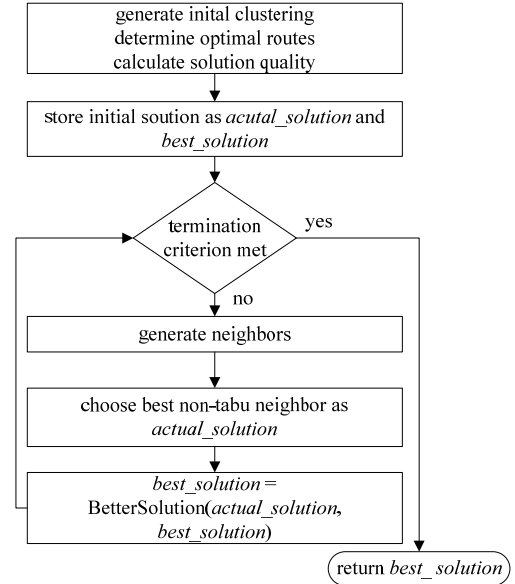 generate inital clustering
determine optimal routes
calculate solution quality
store initial soution as acutal_solution and
best_solution
termination
criterion met
yes
no
generate neighbors
choose best non-tabu neighbor as
actual_solution
best_solution =
BetterSolution(actual_solution,
best_solution)
return best_solution